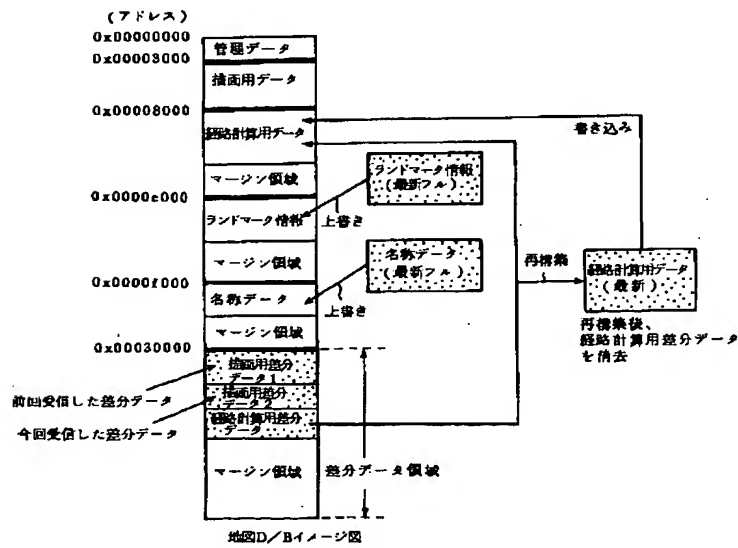 (アドレス)
0x00000000
管理データ
0x00003000
描画用データ
0x00008000
経路計算用データ
書き込み
マージン領域
ランドマーク情報
(最新フル)
0x0000c000
ランドマーク情報
上書き
マージン領域
名称データ
(最新フル)
再構築
経路計算用データ
(最新)
0x0000f000
名称データ
上書き
マージン領域
再構築後、
経路計算用差分データ
を消去
0x00030000
描画用差分
データ1
前回受信した差分データ
描画用差分
データ2
今回受信した差分データ
経路計算用差分
データ
マージン領域
差分データ領域
地図D/Bイメージ図